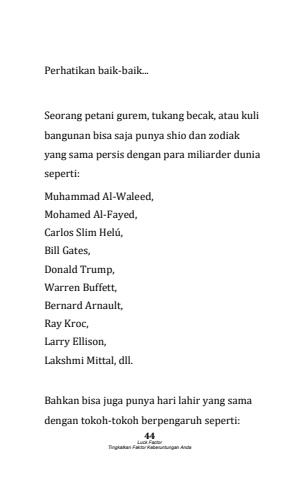 Perhatikan baik-baik...
Seorang petani gurem, tukang becak, atau kuli
bangunan bisa saja punya shio dan zodiak
yang sama persis dengan para miliarder dunia
seperti:
Muhammad Al-Waleed,
Mohamed Al-Fayed,
Carlos Slim Helú,
Bill Gates,
Donald Trump,
Warren Buffett,
Bernard Arnault,
Ray Kroc,
Larry Ellison,
Lakshmi Mittal, dll.
Bahkan bisa juga punya hari lahir yang sama
dengan tokoh-tokoh berpengaruh seperti:
44
Luck Factor
Tingkatkan Faktor Keberuntungan Anda